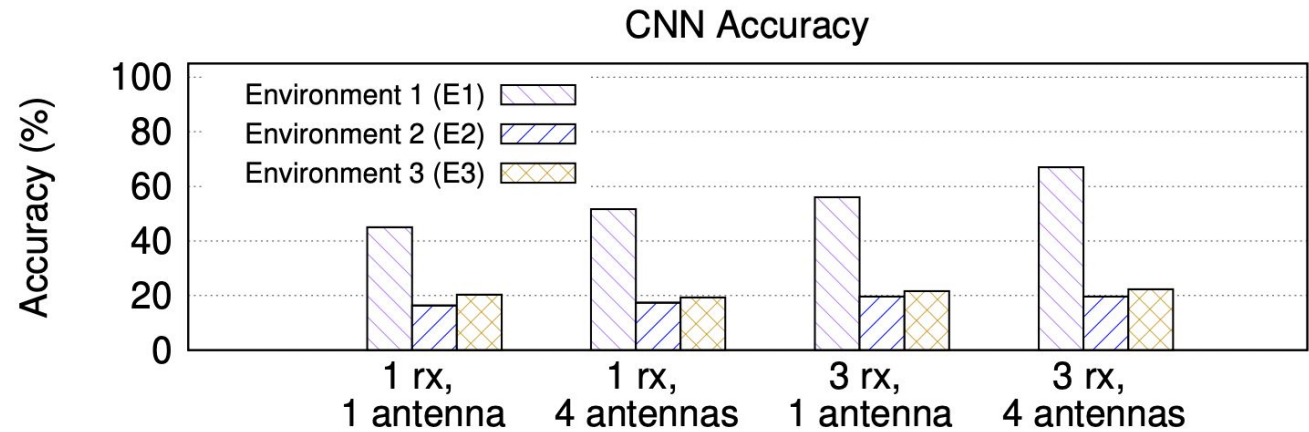 CNN Accuracy
Accuracy (%)
100
80
60
40
20
0
Environment 1 (E1)
Environment 2 (E2)
Environment 3 (E3)
1 rx,
1 antenna
1 rx,
4 antennas
3 rx,
1 antenna
3 rx,
4 antennas